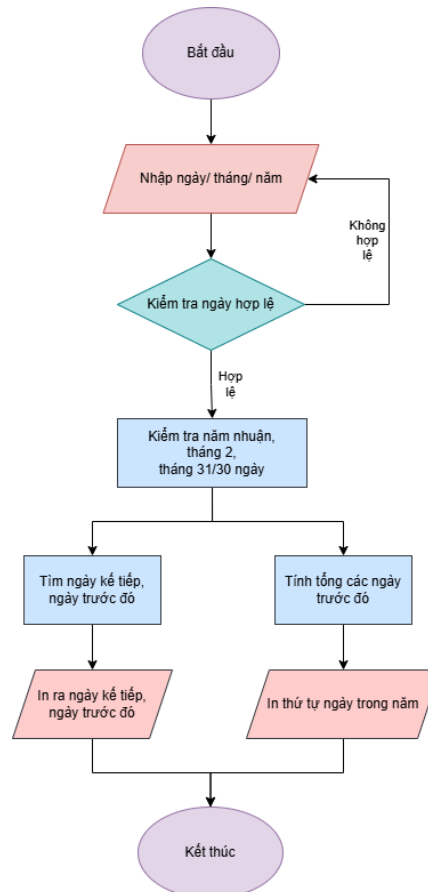 Bắt đầu
Nhập ngày/ tháng/ năm
Không
hợp
lệ
Kiểm tra ngày hợp lệ
Hợp
lệ
Kiểm tra năm nhuận,
tháng 2,
tháng 31/30 ngày
Tìm ngày kế tiếp,
ngày trước đó
Tính tổng các ngày
trước đó
In ra ngày kế tiếp,
ngày trước đó
In thứ tự ngày trong năm
Kết thúc